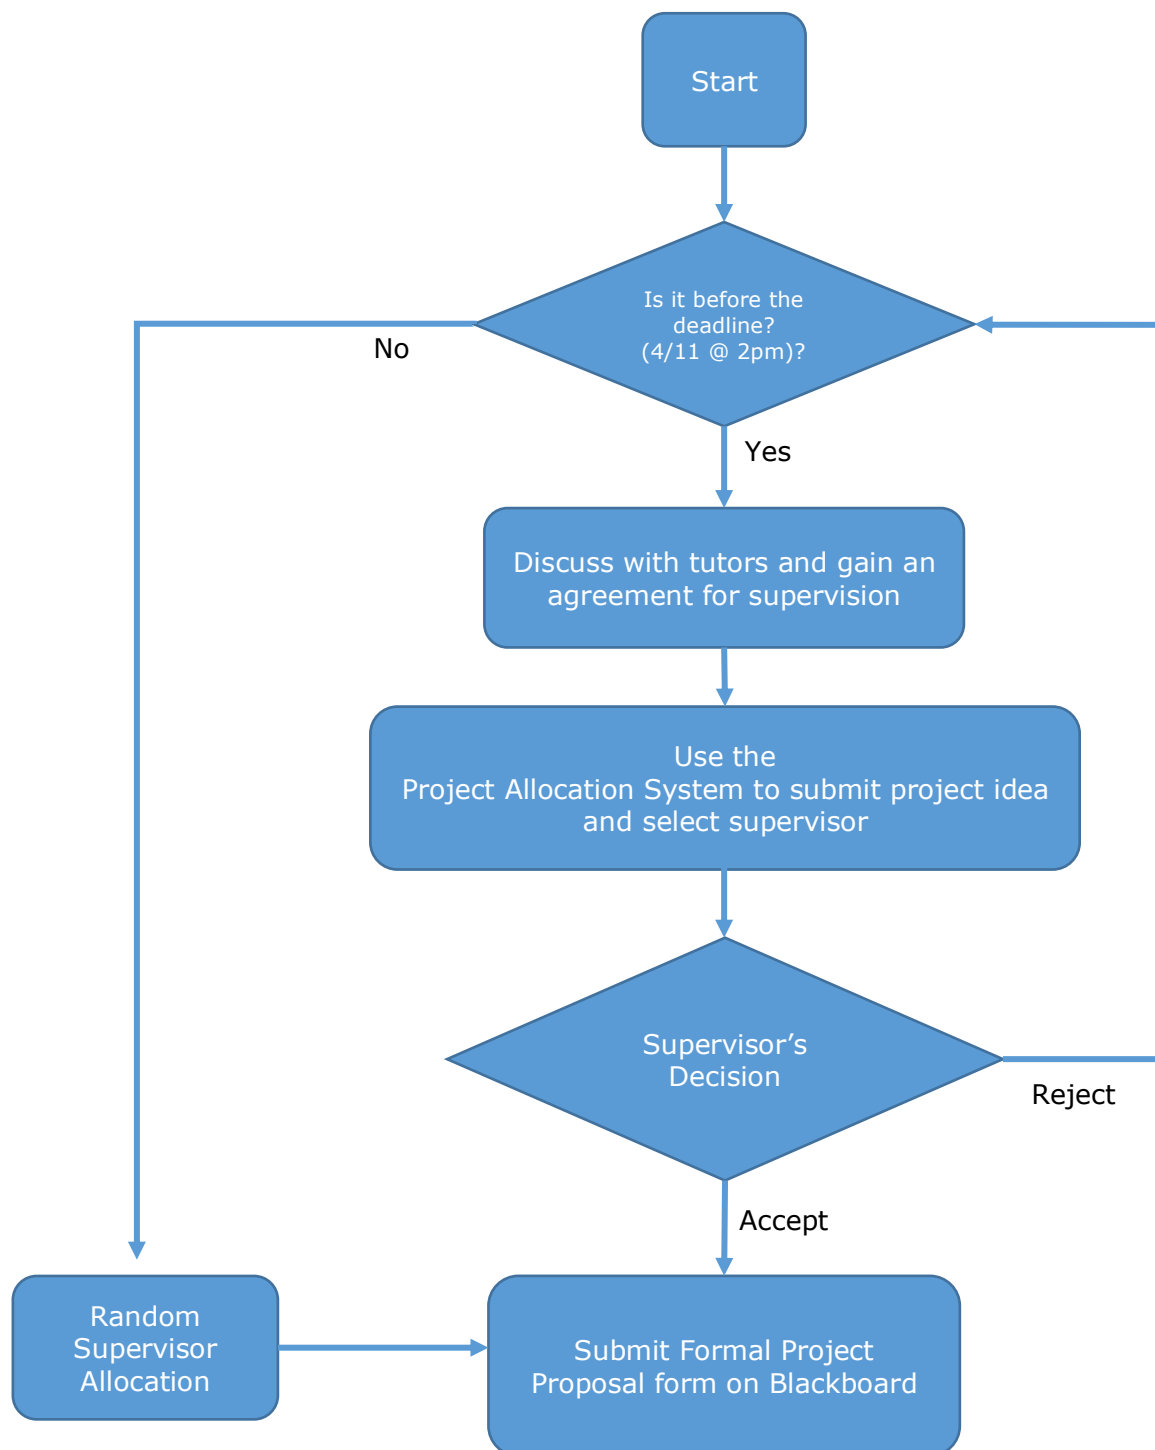 Start
Is it before the
deadline?
(4/11 @ 2pm)?
No
Yes
Discuss with tutors and gain an
agreement for supervision
Use the
Project Allocation System to submit project idea
and select supervisor
Supervisor’s
Decision
Reject
Accept
Random
Supervisor
Allocation
Submit Formal Project
Proposal form on Blackboard